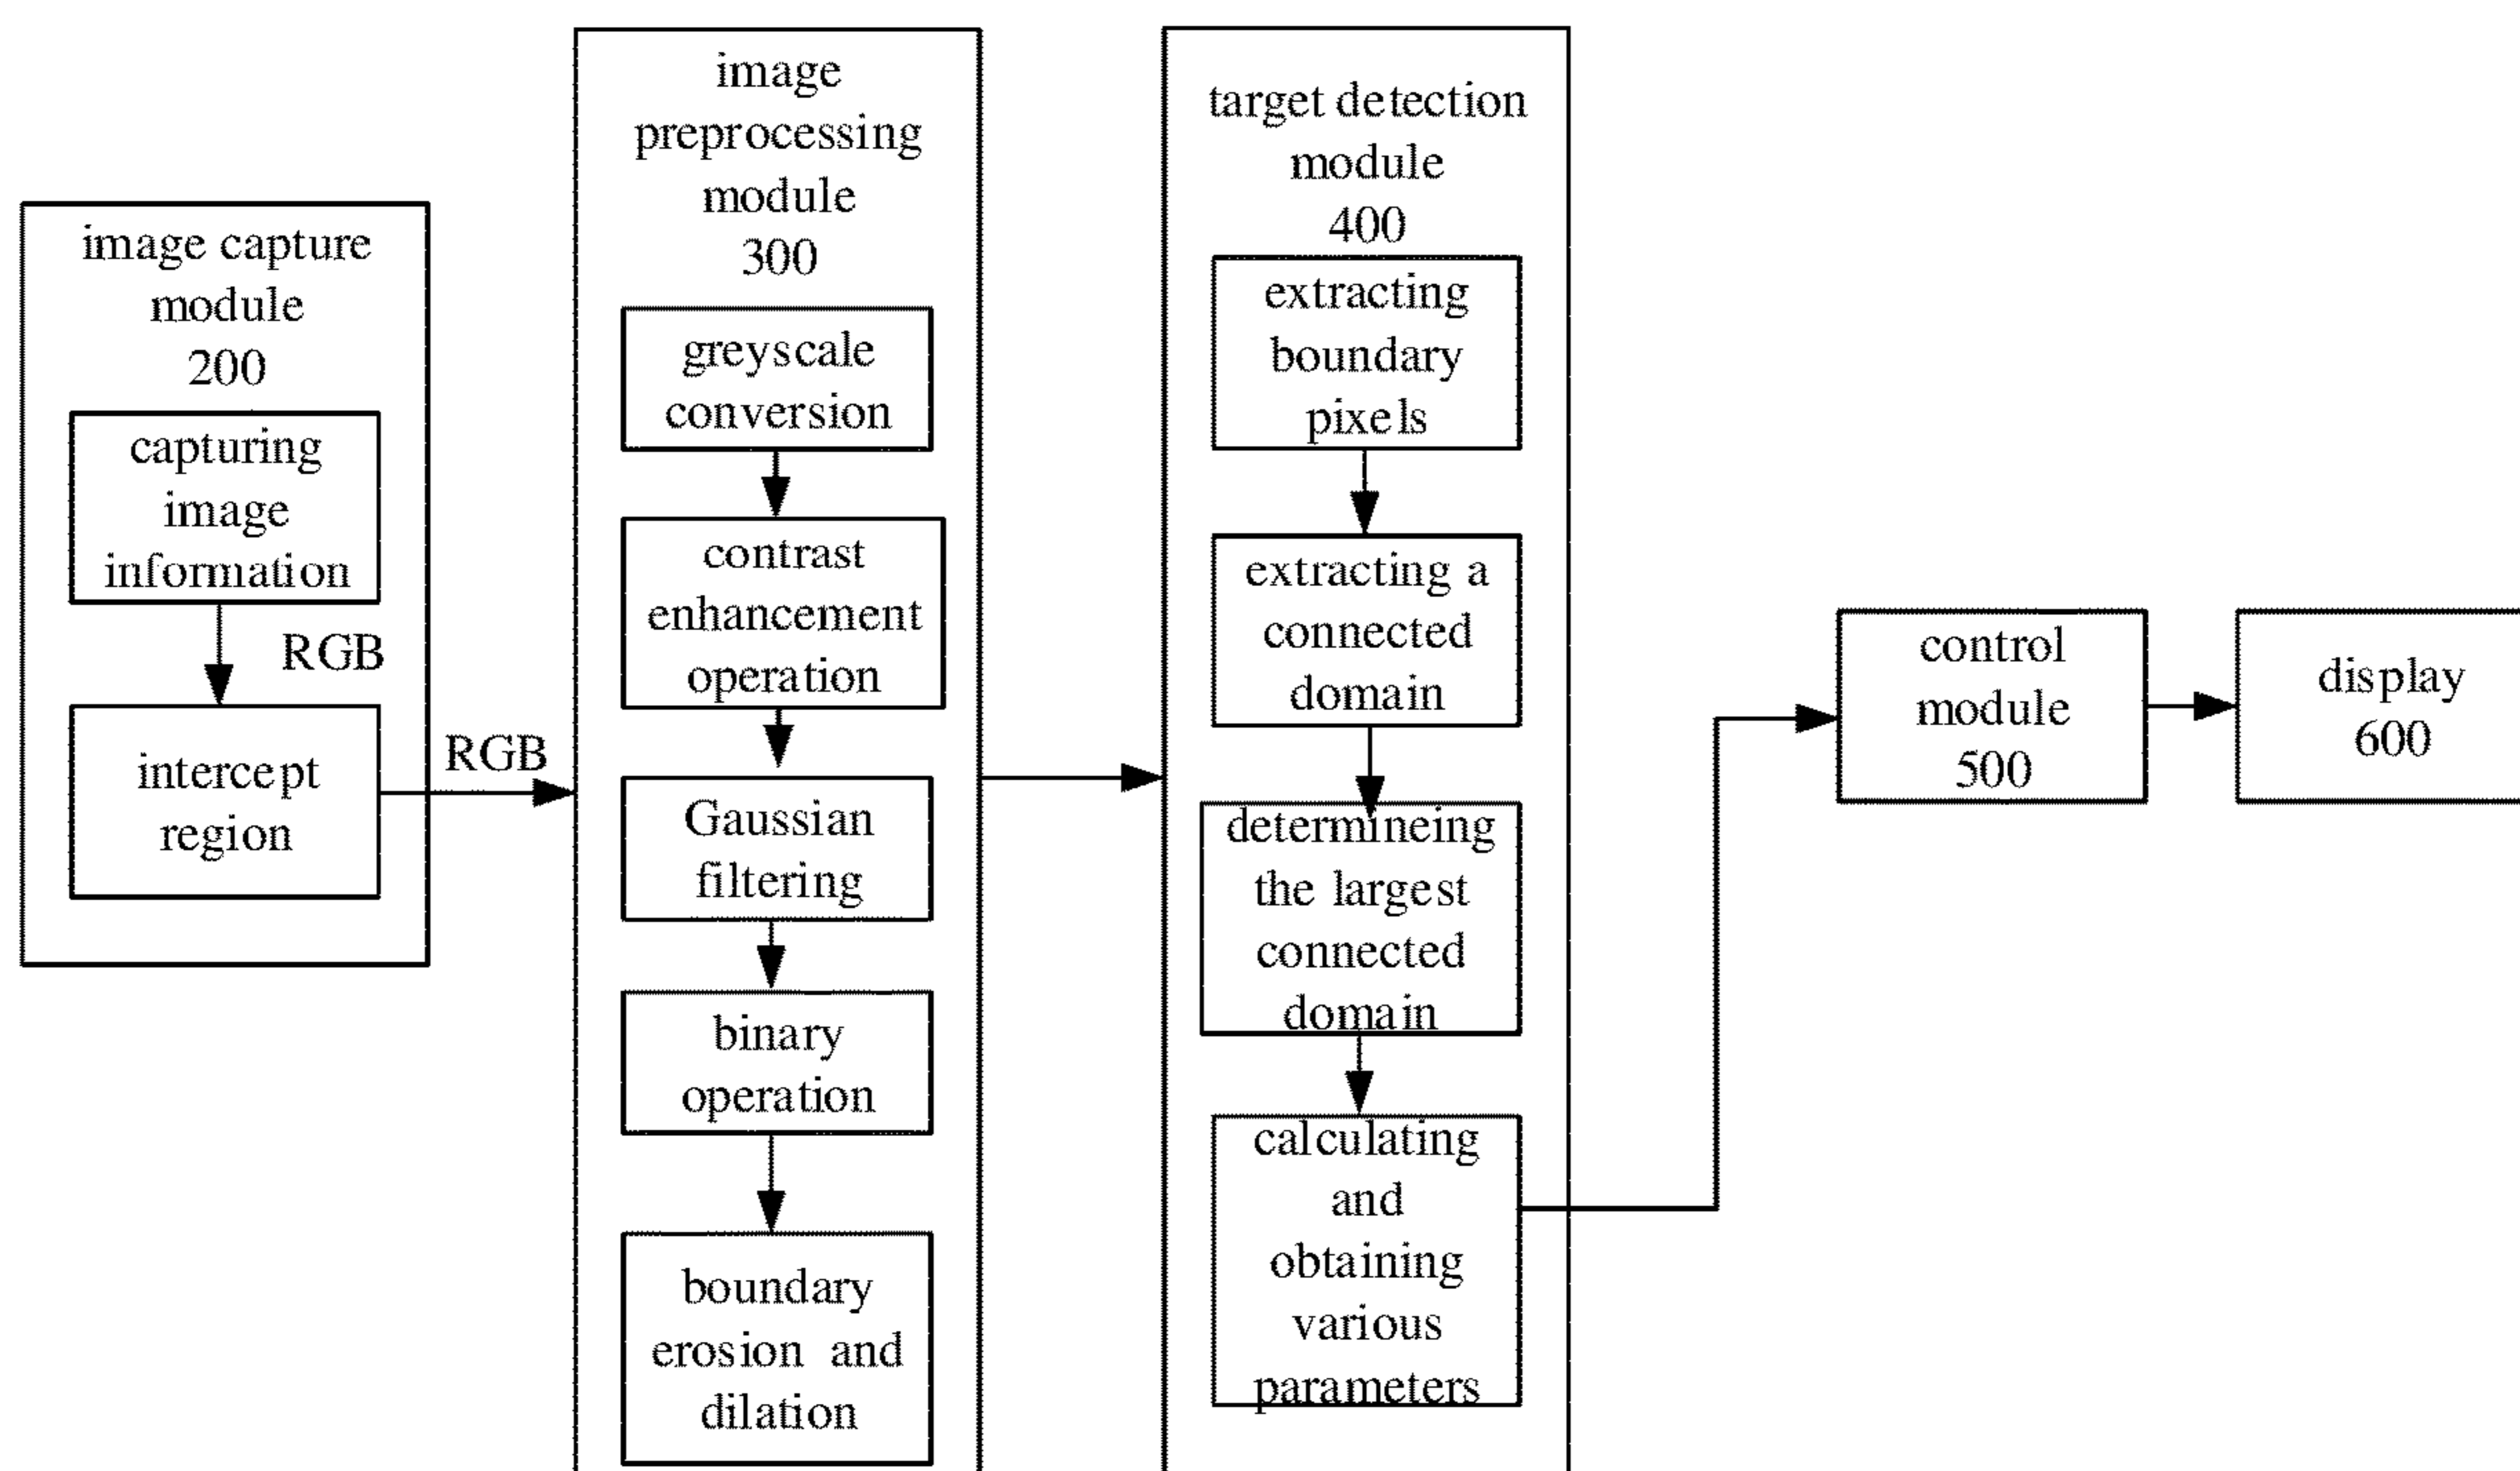 image capture
module
200
capturing
image
information
RGB
intercept
region
RGB
image
preprocessing
module
300
greyscale
conversion
contrast
enhancement
operation
Gaussian
filtering
binary
operation
boundary
erosion and
dilation
target detection
module
400
extracting
boundary
pixels
extracting a
connected
domain
determineing
the largest
connected
domain
calculating
and
obtaining
various
parameters
control
module
500
display
600